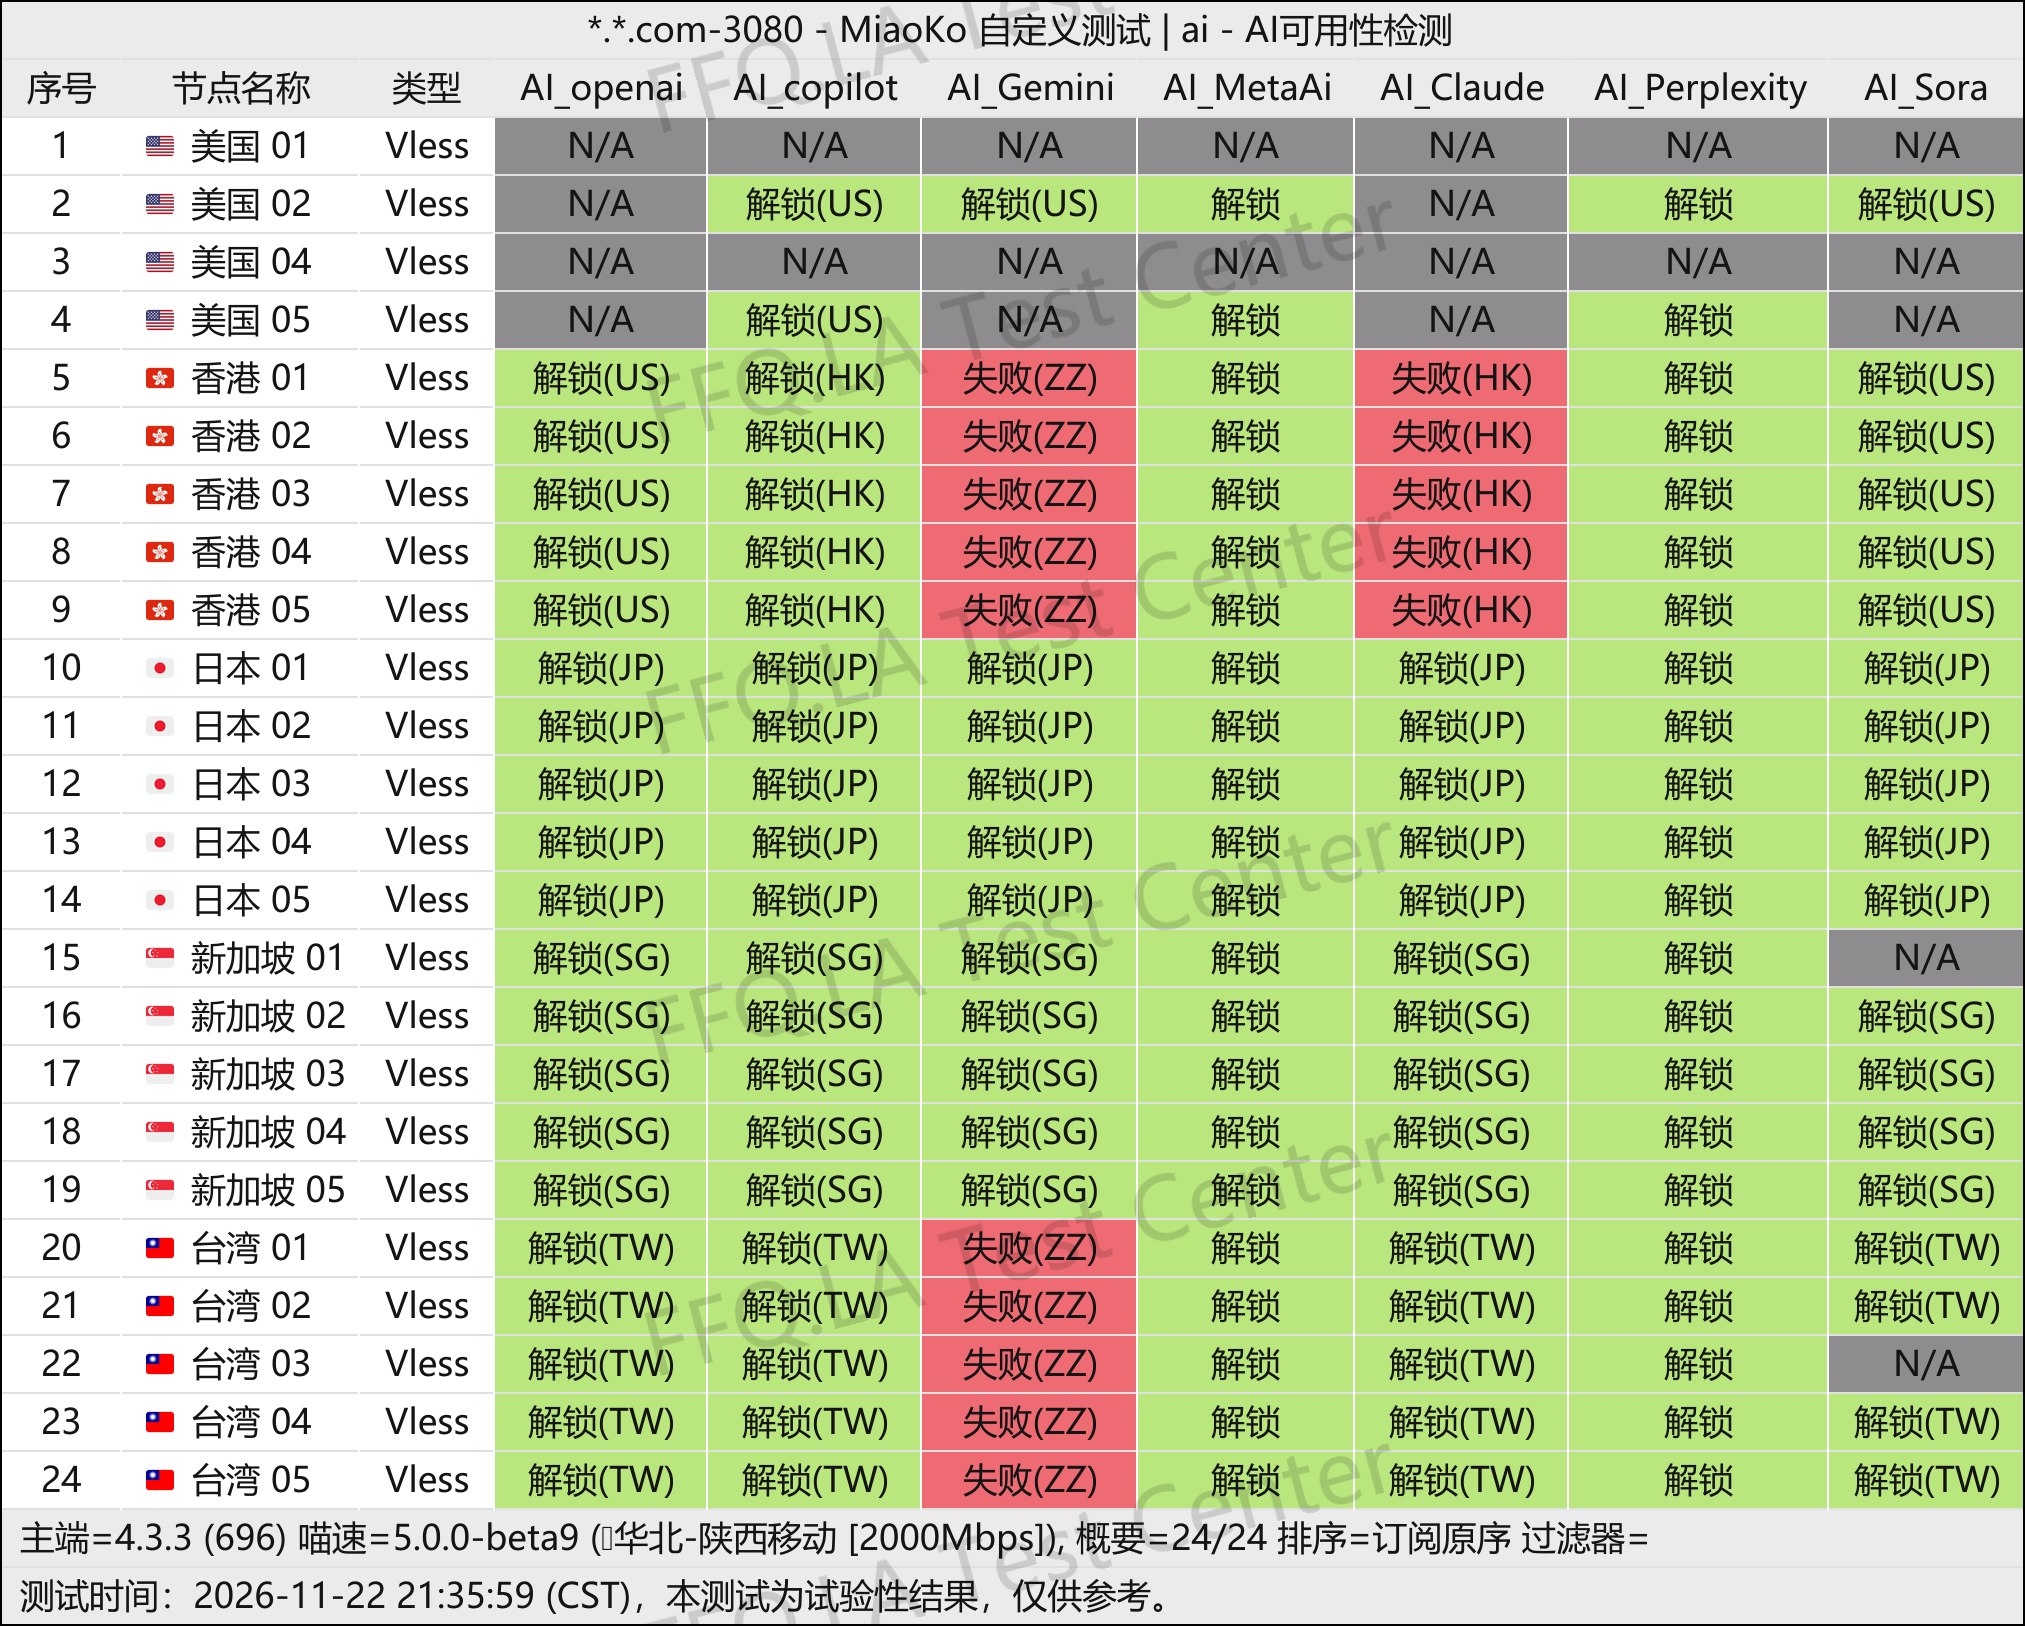 *.*.com-3080 - MiaoKo 自定义测试 | ai - AI可用性检测
序号 节点名称 类型 AI_openai AI_copilot AI_Gemini AI_MetaAi AI_Claude AI_Perplexity AI_Sora
1 美国 01 Vless N/A N/A N/A N/A N/A N/A N/A
2 美国 02 Vless N/A 解锁(US) 解锁(US) 解锁 N/A 解锁 解锁(US)
3 美国 04 Vless N/A N/A N/A N/A N/A N/A N/A
4 美国 05 Vless N/A 解锁(US) N/A 解锁 N/A 解锁 N/A
5 香港 01 Vless 解锁(US) 解锁(HK) 失败(ZZ) 解锁 失败(HK) 解锁 解锁(US)
6 香港 02 Vless 解锁(US) 解锁(HK) 失败(ZZ) 解锁 失败(HK) 解锁 解锁(US)
7 香港 03 Vless 解锁(US) 解锁(HK) 失败(ZZ) 解锁 失败(HK) 解锁 解锁(US)
8 香港 04 Vless 解锁(US) 解锁(HK) 失败(ZZ) 解锁 失败(HK) 解锁 解锁(US)
9 香港 05 Vless 解锁(US) 解锁(HK) 失败(ZZ) 解锁 失败(HK) 解锁 解锁(US)
10 日本 01 Vless 解锁(JP) 解锁(JP) 解锁(JP) 解锁 解锁(JP) 解锁 解锁(JP)
11 日本 02 Vless 解锁(JP) 解锁(JP) 解锁(JP) 解锁 解锁(JP) 解锁 解锁(JP)
12 日本 03 Vless 解锁(JP) 解锁(JP) 解锁(JP) 解锁 解锁(JP) 解锁 解锁(JP)
13 日本 04 Vless 解锁(JP) 解锁(JP) 解锁(JP) 解锁 解锁(JP) 解锁 解锁(JP)
14 日本 05 Vless 解锁(JP) 解锁(JP) 解锁(JP) 解锁 解锁(JP) 解锁 解锁(JP)
15 新加坡 01 Vless 解锁(SG) 解锁(SG) 解锁(SG) 解锁 解锁(SG) 解锁 N/A
16 新加坡 02 Vless 解锁(SG) 解锁(SG) 解锁(SG) 解锁 解锁(SG) 解锁 解锁(SG)
17 新加坡 03 Vless 解锁(SG) 解锁(SG) 解锁(SG) 解锁 解锁(SG) 解锁 解锁(SG)
18 新加坡 04 Vless 解锁(SG) 解锁(SG) 解锁(SG) 解锁 解锁(SG) 解锁 解锁(SG)
19 新加坡 05 Vless 解锁(SG) 解锁(SG) 解锁(SG) 解锁 解锁(SG) 解锁 解锁(SG)
20 台湾 01 Vless 解锁(TW) 解锁(TW) 失败(ZZ) 解锁 解锁(TW) 解锁 解锁(TW)
21 台湾 02 Vless 解锁(TW) 解锁(TW) 失败(ZZ) 解锁 解锁(TW) 解锁 解锁(TW)
22 台湾 03 Vless 解锁(TW) 解锁(TW) 失败(ZZ) 解锁 解锁(TW) 解锁 N/A
23 台湾 04 Vless 解锁(TW) 解锁(TW) 失败(ZZ) 解锁 解锁(TW) 解锁 解锁(TW)
24 台湾 05 Vless 解锁(TW) 解锁(TW) 失败(ZZ) 解锁 解锁(TW) 解锁 解锁(TW)
主端=4.3.3 (696) 喵速=5.0.0-beta9 (华北-陕西移动 [2000Mbps]), 概要=24/24 排序=订阅原序 过滤器=
测试时间：2026-11-22 21:35:59 (CST)，本测试为试验性结果，仅供参考。
FFQ.LA Test Center
FFQ.LA Test Center
FFQ.LA Test Center
FFQ.LA Test Center
FFQ.LA Test Center
FFQ.LA Test Center